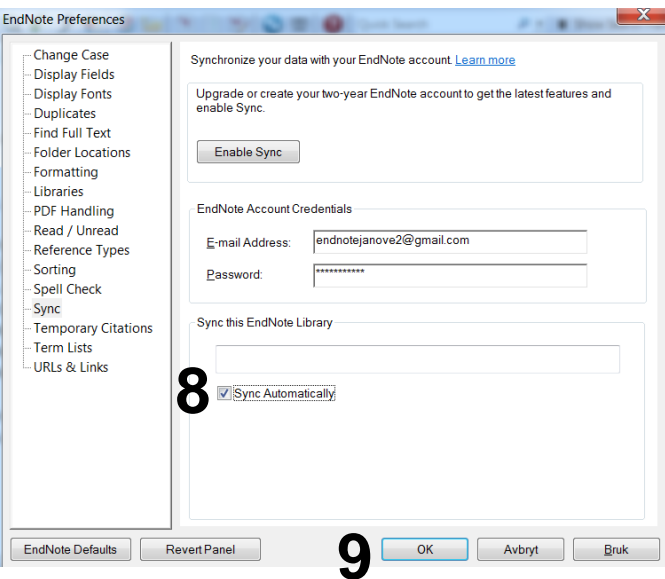 EndNote Preferences
Quick Search
Change Case
Display Fields
Display Fonts
Duplicates
Find Full Text
Folder Locations
Formatting
Libraries
PDF Handling
Read / Unread
Reference Types
Sorting
Spell Check
Sync
Temporary Citations
Term Lists
URLs & Links
Synchronize your data with your EndNote account. Learn more
Upgrade or create your two-year EndNote account to get the latest features and
enable Sync.
Enable Sync
EndNote Account Credentials
E-mail Address: endnotejanove2@gmail.com
Password: ***********
Sync this EndNote Library
8 Sync Automatically
EndNote Defaults Revert Panel 9 OK Avbryt Bruk